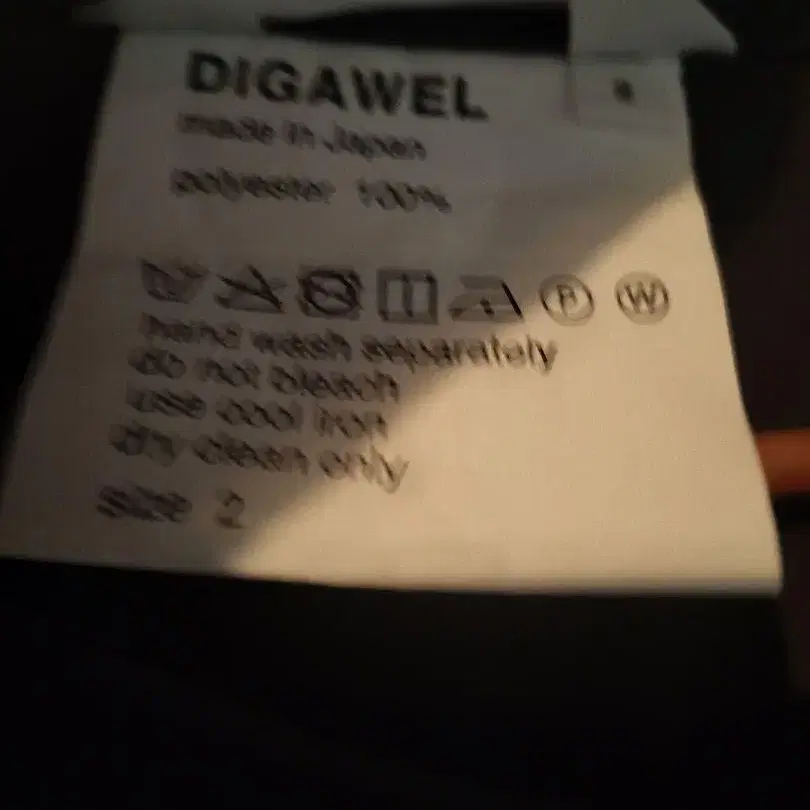 DIGAWEL
made in Japan
polyester 100%
P W
hand wash separately
do not bleach
use cool iron
dry clean only
size 2